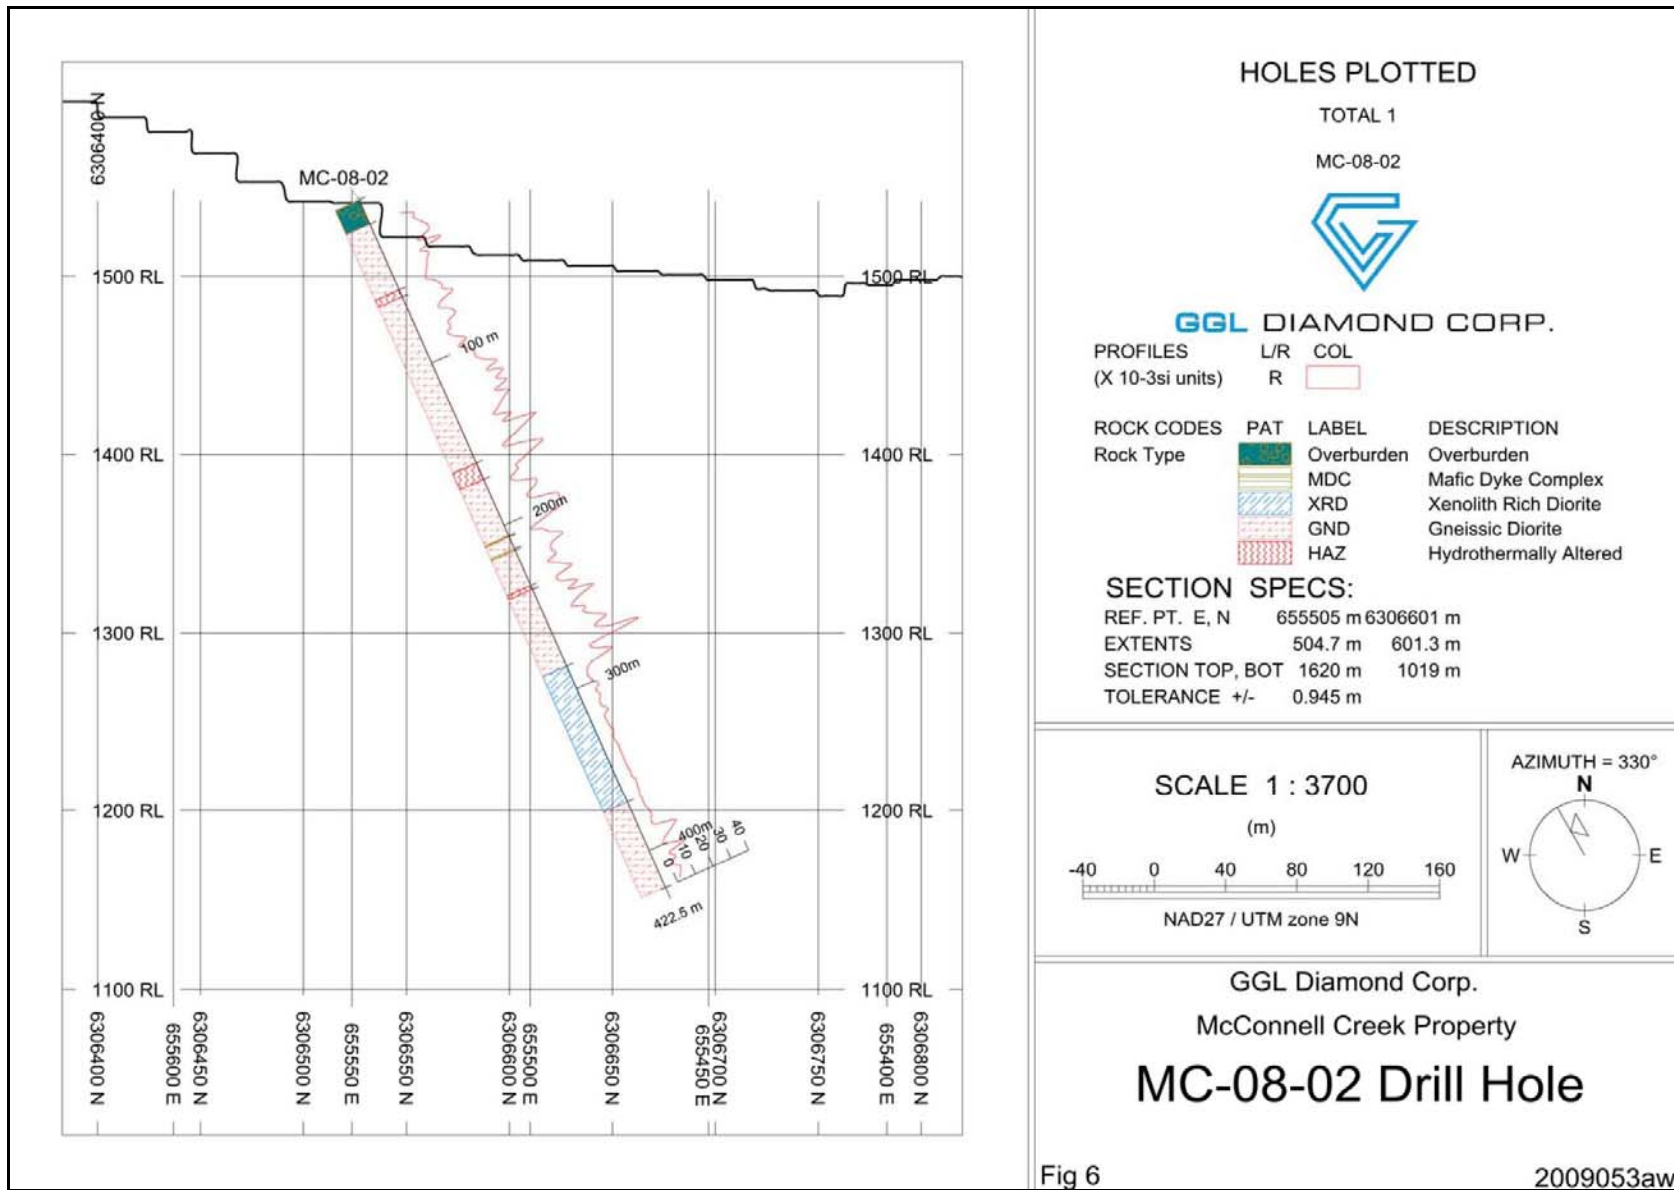 6306400 N
MC-08-02
1500 RL
1500 RL
100 m
1400 RL
1400 RL
200m
1300 RL
1300 RL
300m
1200 RL
1200 RL
400m
0 10 20 30 40
422.5 m
1100 RL
1100 RL
6306400 N
655600 E
6306450 N
6306500 N
655550 E
6306550 N
6306600 N
655500 E
6306650 N
655450 E
6306700 N
6306750 N
655400 E
6306800 N
HOLES PLOTTED
TOTAL 1
MC-08-02
GGL DIAMOND CORP.
PROFILES L/R COL
(X 10-3si units) R
ROCK CODES PAT LABEL DESCRIPTION
Rock Type Overburden Overburden
MDC Mafic Dyke Complex
XRD Xenolith Rich Diorite
GND Gneissic Diorite
HAZ Hydrothermally Altered
SECTION SPECS:
REF. PT. E, N 655505 m 6306601 m
EXTENTS 504.7 m 601.3 m
SECTION TOP, BOT 1620 m 1019 m
TOLERANCE +/- 0.945 m
SCALE 1 : 3700
(m)
-40 0 40 80 120 160
NAD27 / UTM zone 9N
AZIMUTH = 330°
N
W E
S
GGL Diamond Corp.
McConnell Creek Property
MC-08-02 Drill Hole
Fig 6 2009053aw